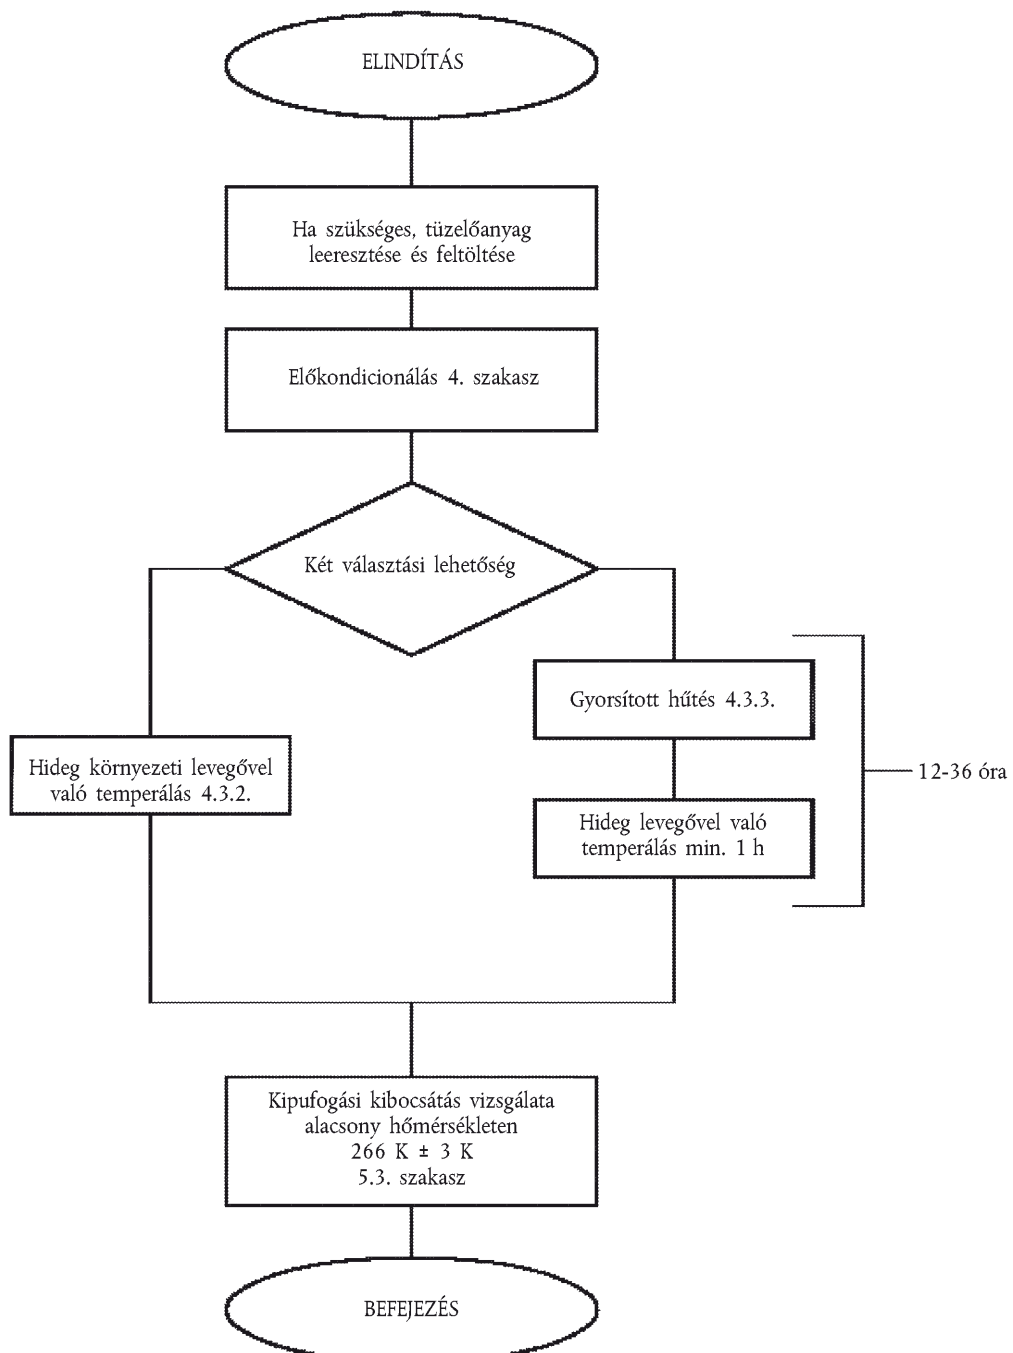 ELINDÍTÁS
Ha szükséges, tüzelőanyag
leeresztése és feltöltése
Előkondicionálás 4. szakasz
Két választási lehetőség
Gyorsított hűtés 4.3.3.
Hideg környezeti levegővel
való temperálás 4.3.2.
12-36 óra
Hideg levegővel való
temperálás min. 1 h
Kipufogási kibocsátás vizsgálata
alacsony hőmérsékleten
266 K ± 3 K
5.3. szakasz
BEFEJEZÉS